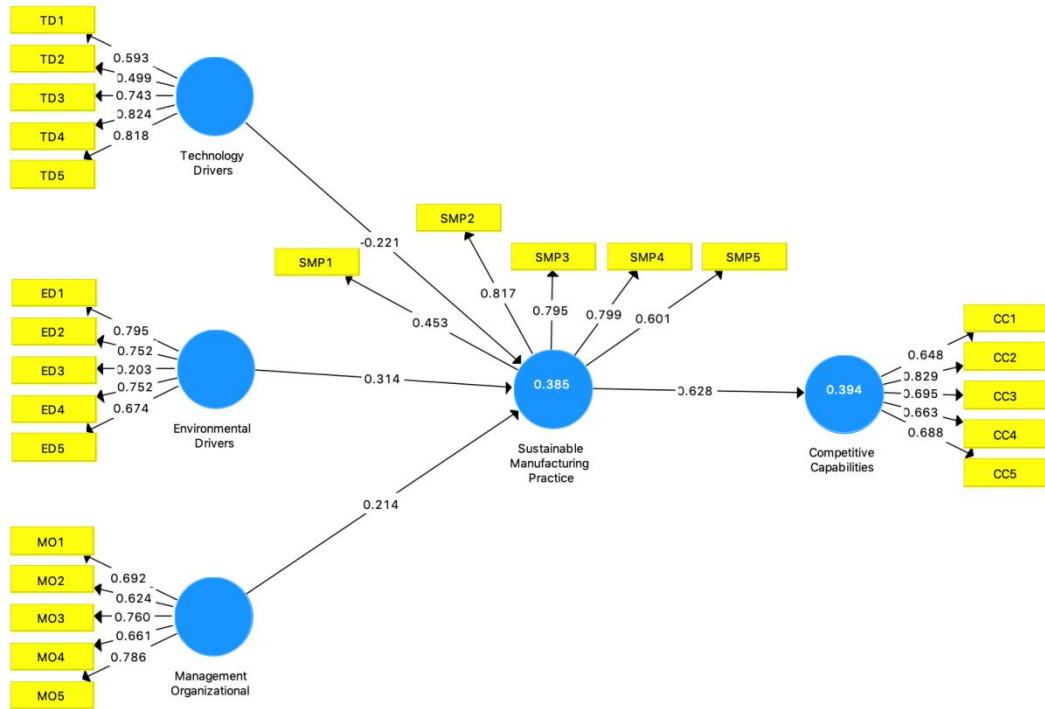 TD1
TD2
TD3
TD4
TD5
0.593
0.499
0.743
0.824
0.818
Technology
Drivers
-0.221
SMP1
SMP2
SMP3
SMP4
SMP5
0.453
0.817
0.795
0.799
0.601
ED1
ED2
ED3
ED4
ED5
0.795
0.752
0.203
0.752
0.674
Environmental
Drivers
0.314
0.385
Sustainable
Manufacturing
Practice
0.628
0.394
Competitive
Capabilities
0.648
0.829
0.695
0.663
0.688
CC1
CC2
CC3
CC4
CC5
0.214
MO1
MO2
MO3
MO4
MO5
0.692
0.624
0.760
0.661
0.786
Management
Organizational